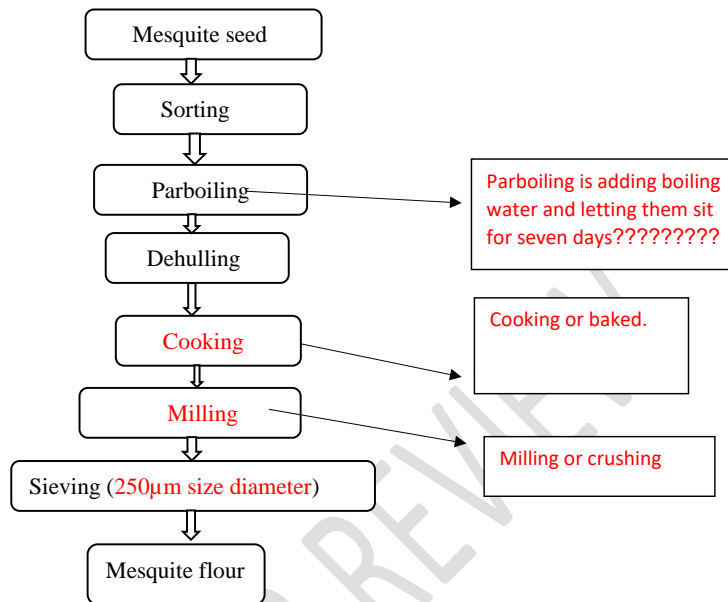 Mesquite seed
Sorting
Parboiling
Parboiling is adding boiling
water and letting them sit
for seven days?????????
Dehulling
Cooking
Cooking or baked.
Milling
Milling or crushing
Sieving (250µm size diameter)
Mesquite flour
REVIEW